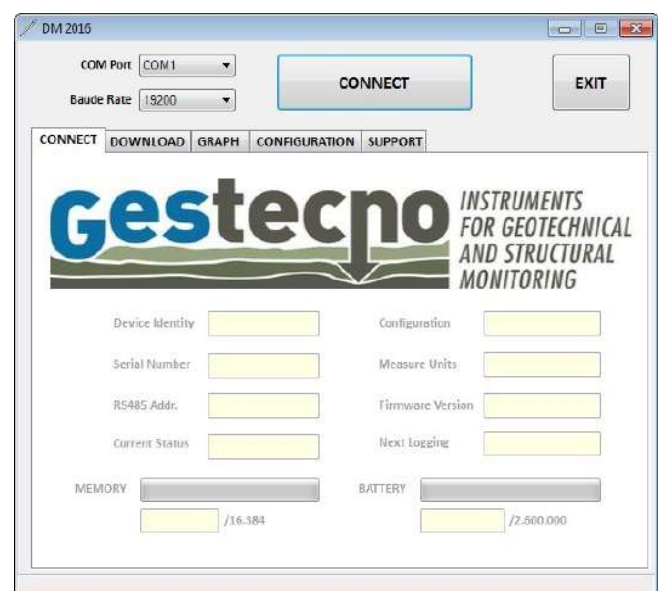 DM 2016
COM Port COM1
CONNECT
EXIT
Baude Rate 19200
CONNECT DOWNLOAD GRAPH CONFIGURATION SUPPORT
Gestecno
INSTRUMENTS
FOR GEOTECHNICAL
AND STRUCTURAL
MONITORING
Device Identity
Configuration
Serial Number
Measure Units
RS485 Addr.
Firmware Version
Current Status
Next Logging
MEMORY
BATTERY
/16.384
/2.600.000